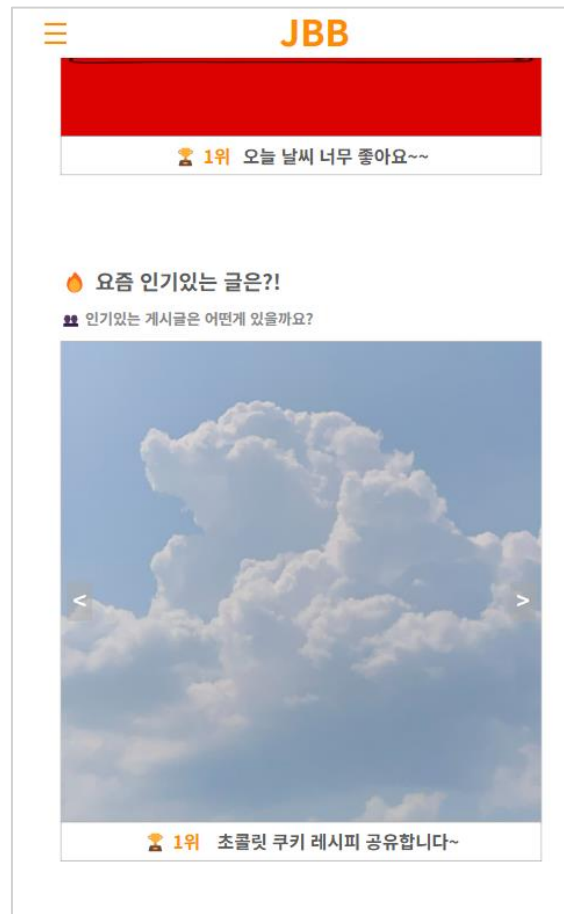 JBB
1위 오늘 날씨 너무 좋아요~~
요즘 인기있는 글은?!
인기있는 게시글은 어떤게 있을까요?
< >
1위 초콜릿 쿠키 레시피 공유합니다~